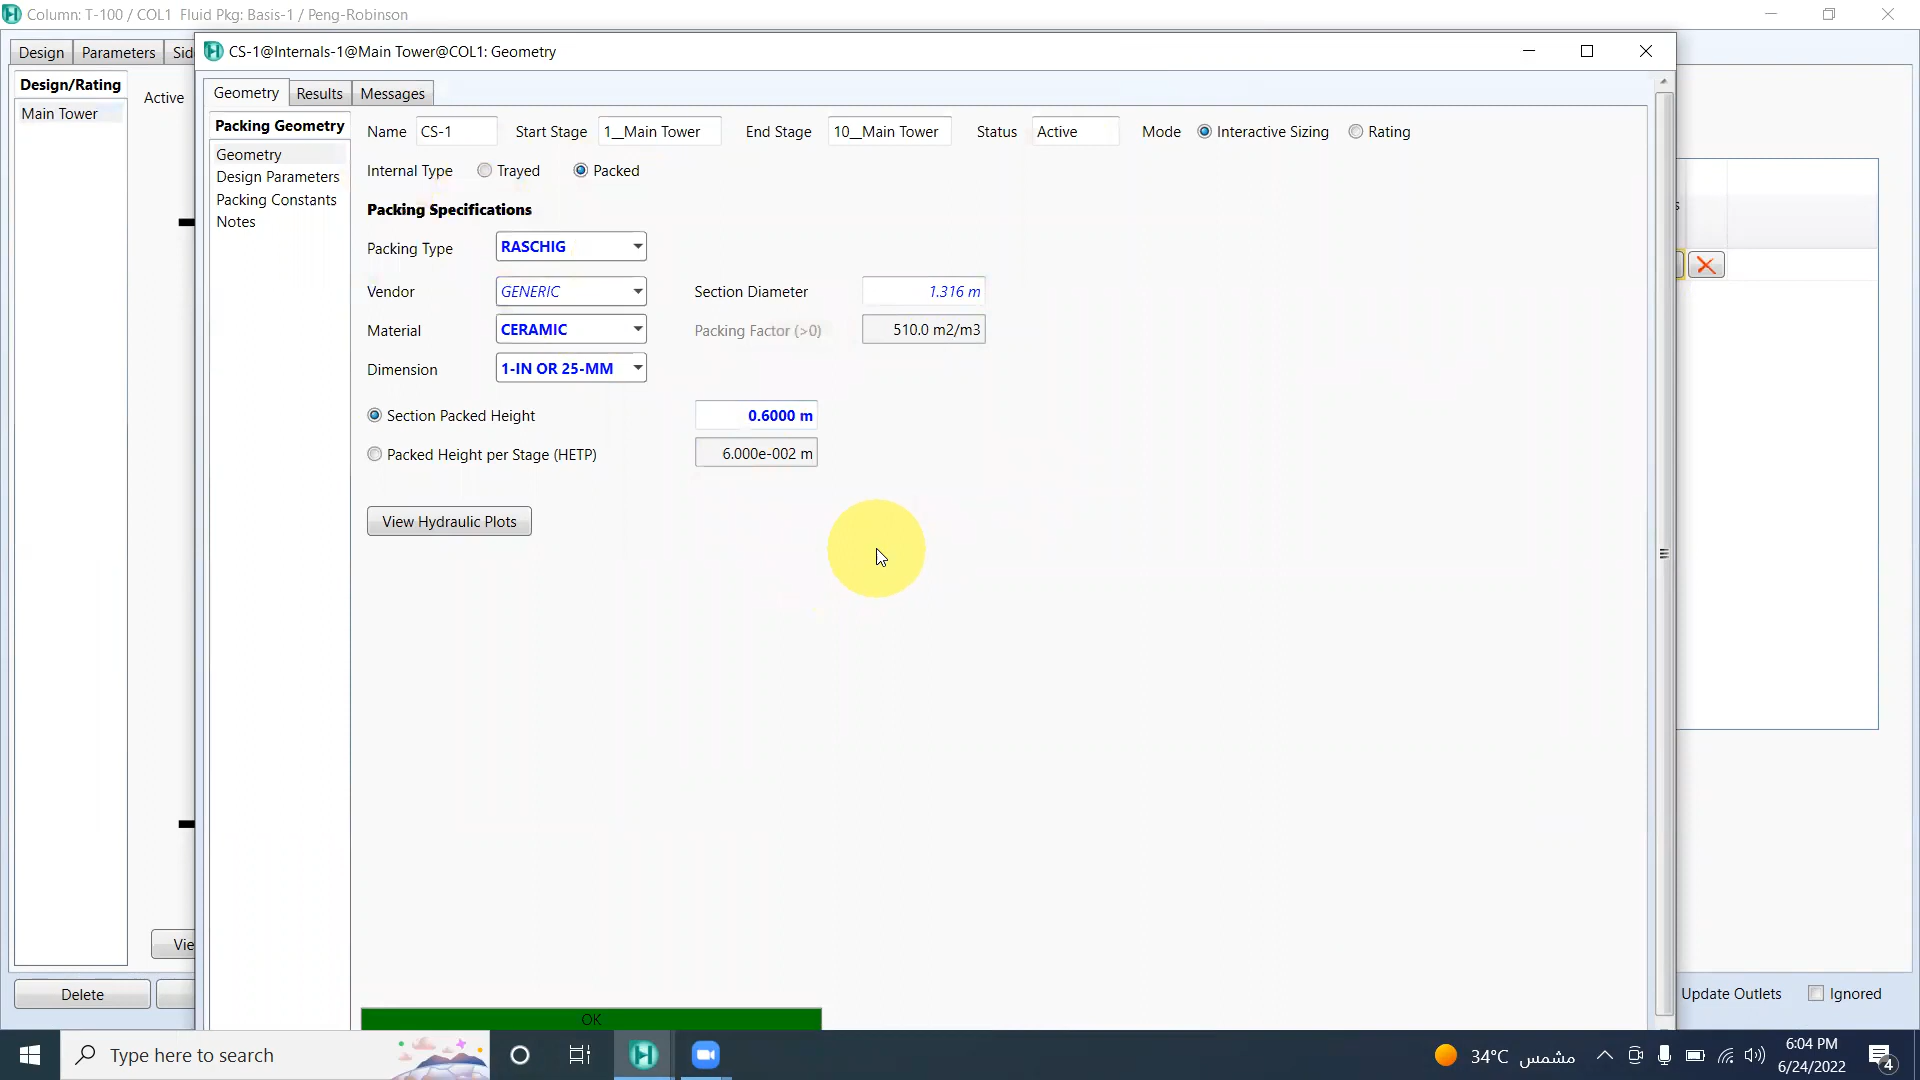 Column: T-100 / COL1 Fluid Pkg: Basis-1 / Peng-Robinson
Design Parameters Sid
CS-1@Internals-1@Main Tower@COL1: Geometry
Design/Rating
Main Tower
Active
Geometry Results Messages
Packing Geometry
Geometry
Design Parameters
Packing Constants
Notes
Name CS-1 Start Stage 1__Main Tower End Stage 10__Main Tower Status Active Mode Interactive Sizing Rating
Internal Type Trayed Packed
Packing Specifications
Packing Type RASCHIG
Vendor GENERIC Section Diameter 1.316 m
Material CERAMIC Packing Factor (>0) 510.0 m2/m3
Dimension 1-IN OR 25-MM
Section Packed Height 0.6000 m
Packed Height per Stage (HETP) 6.000e-002 m
View Hydraulic Plots
s
Vie
Delete
Update Outlets Ignored
OK
Type here to search
34°C مشمس
6:04 PM
6/24/2022
4